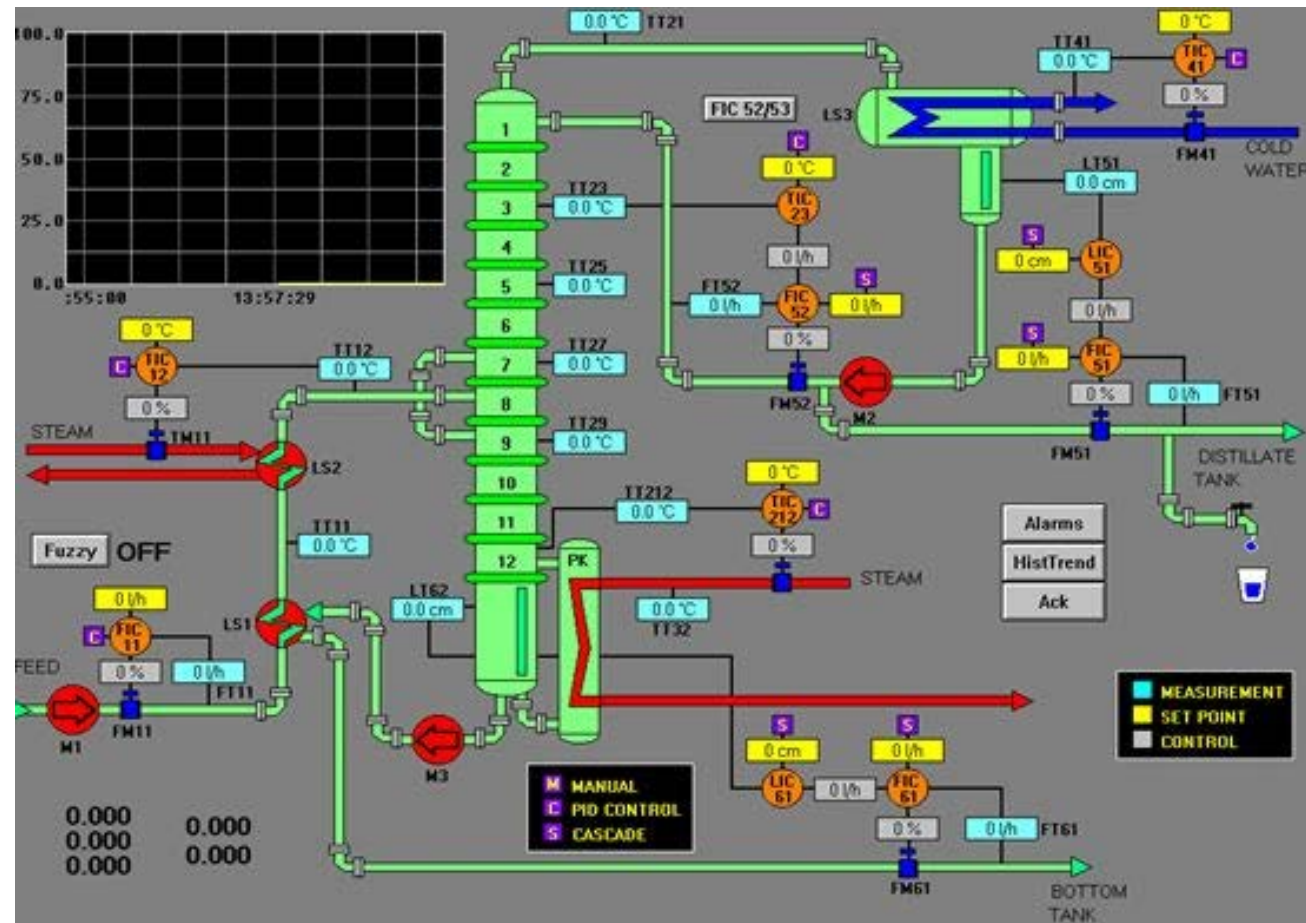 100.0
75.0
50.0
25.0
0.0
:55:00
13:57:29
0.0 °C
TT21
FIC 52/53
C
0 °C
TIC
23
0 l/h
TT23
0.0 °C
TT25
0.0 °C
TT27
0.0 °C
TT29
0.0 °C
1
2
3
4
5
6
7
8
9
10
11
12
FT52
0 l/h
FIC
52
S
0 l/h
0 %
FM52
M2
LS3
TT41
0.0 °C
0 °C
TIC
41
C
0 %
FM41
COLD
WATER
LT51
0.0 cm
S
0 cm
LIC
51
0 l/h
S
0 l/h
FIC
51
0 %
0 l/h
FT51
FM51
DISTILLATE
TANK
0 °C
C
TIC
12
TT12
0.0 °C
0 %
STEAM
TM11
LS2
TT11
0.0 °C
Fuzzy
OFF
0 l/h
C
FIC
11
0 %
0 l/h
FT11
FEED
M1
FM11
LS1
LT62
0.0 cm
M3
TT212
0.0 °C
0 °C
TIC
212
C
0 %
PK
STEAM
0.0 °C
TT32
Alarms
HistTrend
Ack
MEASUREMENT
SET POINT
CONTROL
M MANUAL
C PID CONTROL
S CASCADE
S
0 cm
LIC
61
0 l/h
S
0 l/h
FIC
61
0 %
0 l/h
FT61
FM61
BOTTOM
TANK
0.000
0.000
0.000
0.000
0.000